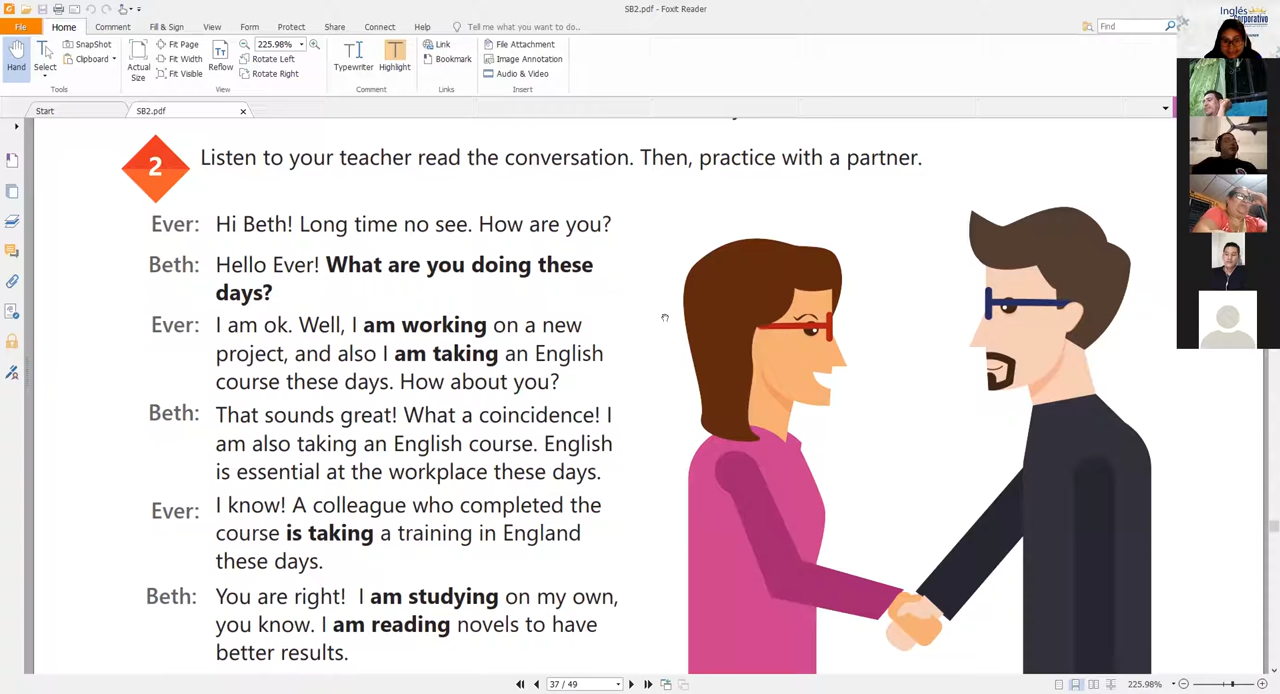 SB2.pdf - Foxit Reader
File Home Comment Fill & Sign View Form Protect Share Connect Help Tell me what you want to do.. Find
Hand
Select
SnapShot
Clipboard
Actual Size
Fit Page
Fit Width
Fit Visible
Reflow
225.98%
Rotate Left
Rotate Right
Typewriter
Highlight
Link
Bookmark
File Attachment
Image Annotation
Audio & Video
Tools View Comment Links Insert
Start SB2.pdf
Inglés
Corporativo
2 Listen to your teacher read the conversation. Then, practice with a partner.
Ever: Hi Beth! Long time no see. How are you?
Beth: Hello Ever! What are you doing these
days?
Ever: I am ok. Well, I am working on a new
project, and also I am taking an English
course these days. How about you?
Beth: That sounds great! What a coincidence! I
am also taking an English course. English
is essential at the workplace these days.
Ever: I know! A colleague who completed the
course is taking a training in England
these days.
Beth: You are right! I am studying on my own,
you know. I am reading novels to have
better results.
37 / 49
225.98%